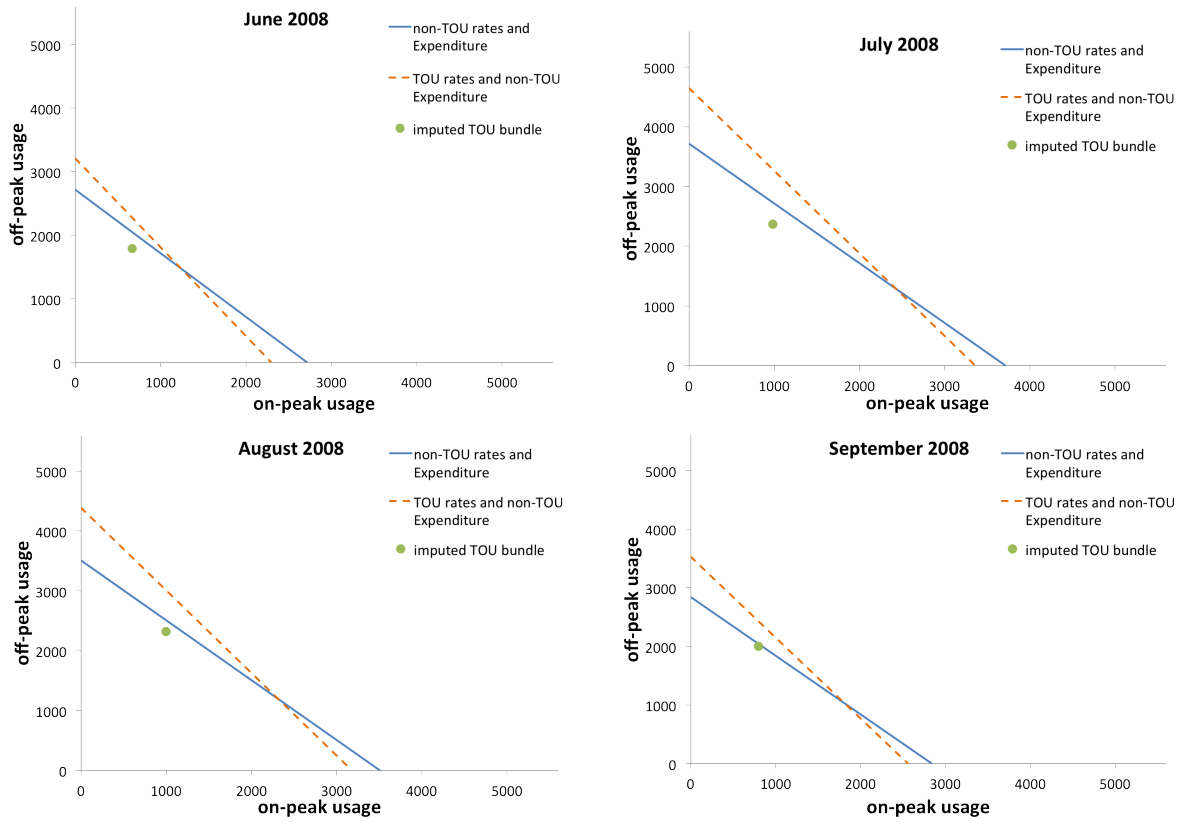 June 2008
non-TOU rates and
Expenditure
TOU rates and non-TOU
Expenditure
imputed TOU bundle
off-peak usage
5000
4000
3000
2000
1000
0
0 1000 2000 3000 4000 5000
on-peak usage
July 2008
non-TOU rates and
Expenditure
TOU rates and non-TOU
Expenditure
imputed TOU bundle
off-peak usage
5000
4000
3000
2000
1000
0
0 1000 2000 3000 4000 5000
on-peak usage
August 2008
non-TOU rates and
Expenditure
TOU rates and non-TOU
Expenditure
imputed TOU bundle
off-peak usage
5000
4000
3000
2000
1000
0
0 1000 2000 3000 4000 5000
on-peak usage
September 2008
non-TOU rates and
Expenditure
TOU rates and non-TOU
Expenditure
imputed TOU bundle
off-peak usage
5000
4000
3000
2000
1000
0
0 1000 2000 3000 4000 5000
on-peak usage